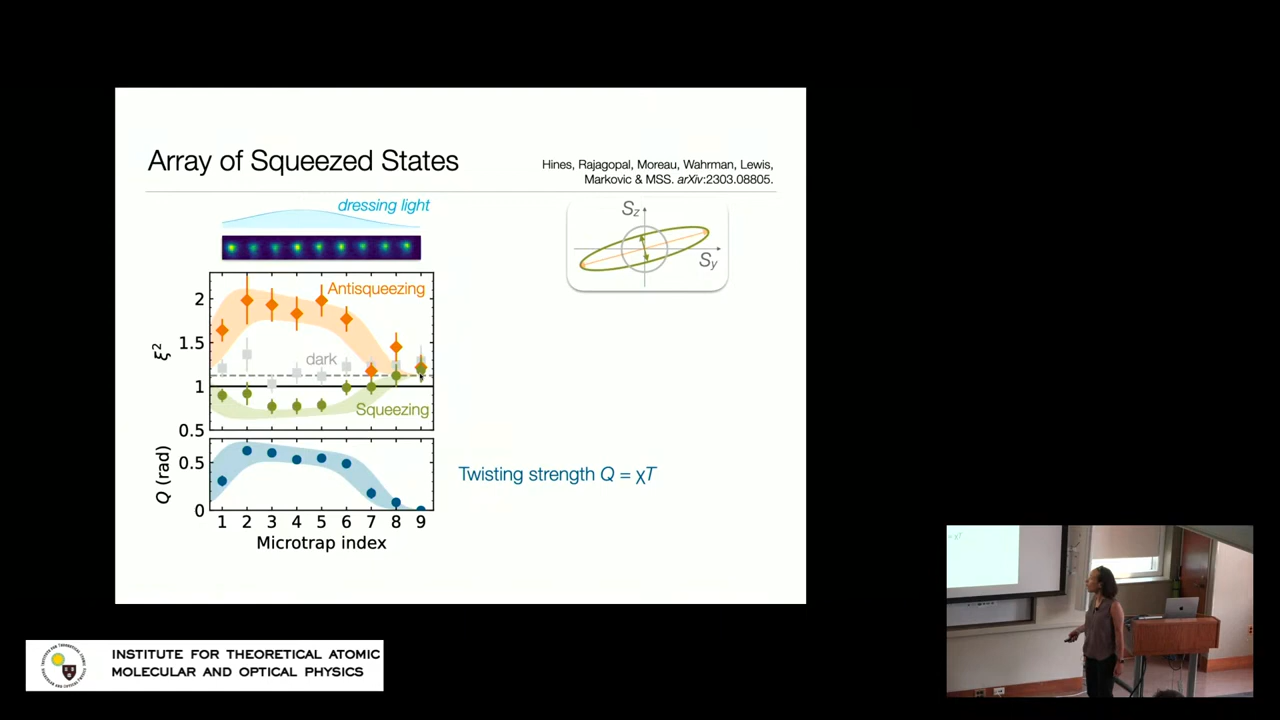 Array of Squeezed States
Hines, Rajagopal, Moreau, Wahrman, Lewis,
Markovic & MSS. arXiv:2303.08805.
dressing light
Sz
Sy
Antisqueezing
2
1.5
ξ²
dark
1
Squeezing
0.5
Q (rad)
0.5
0
Twisting strength Q = χT
1 2 3 4 5 6 7 8 9
Microtrap index
INSTITUTE FOR THEORETICAL ATOMIC
MOLECULAR AND OPTICAL PHYSICS